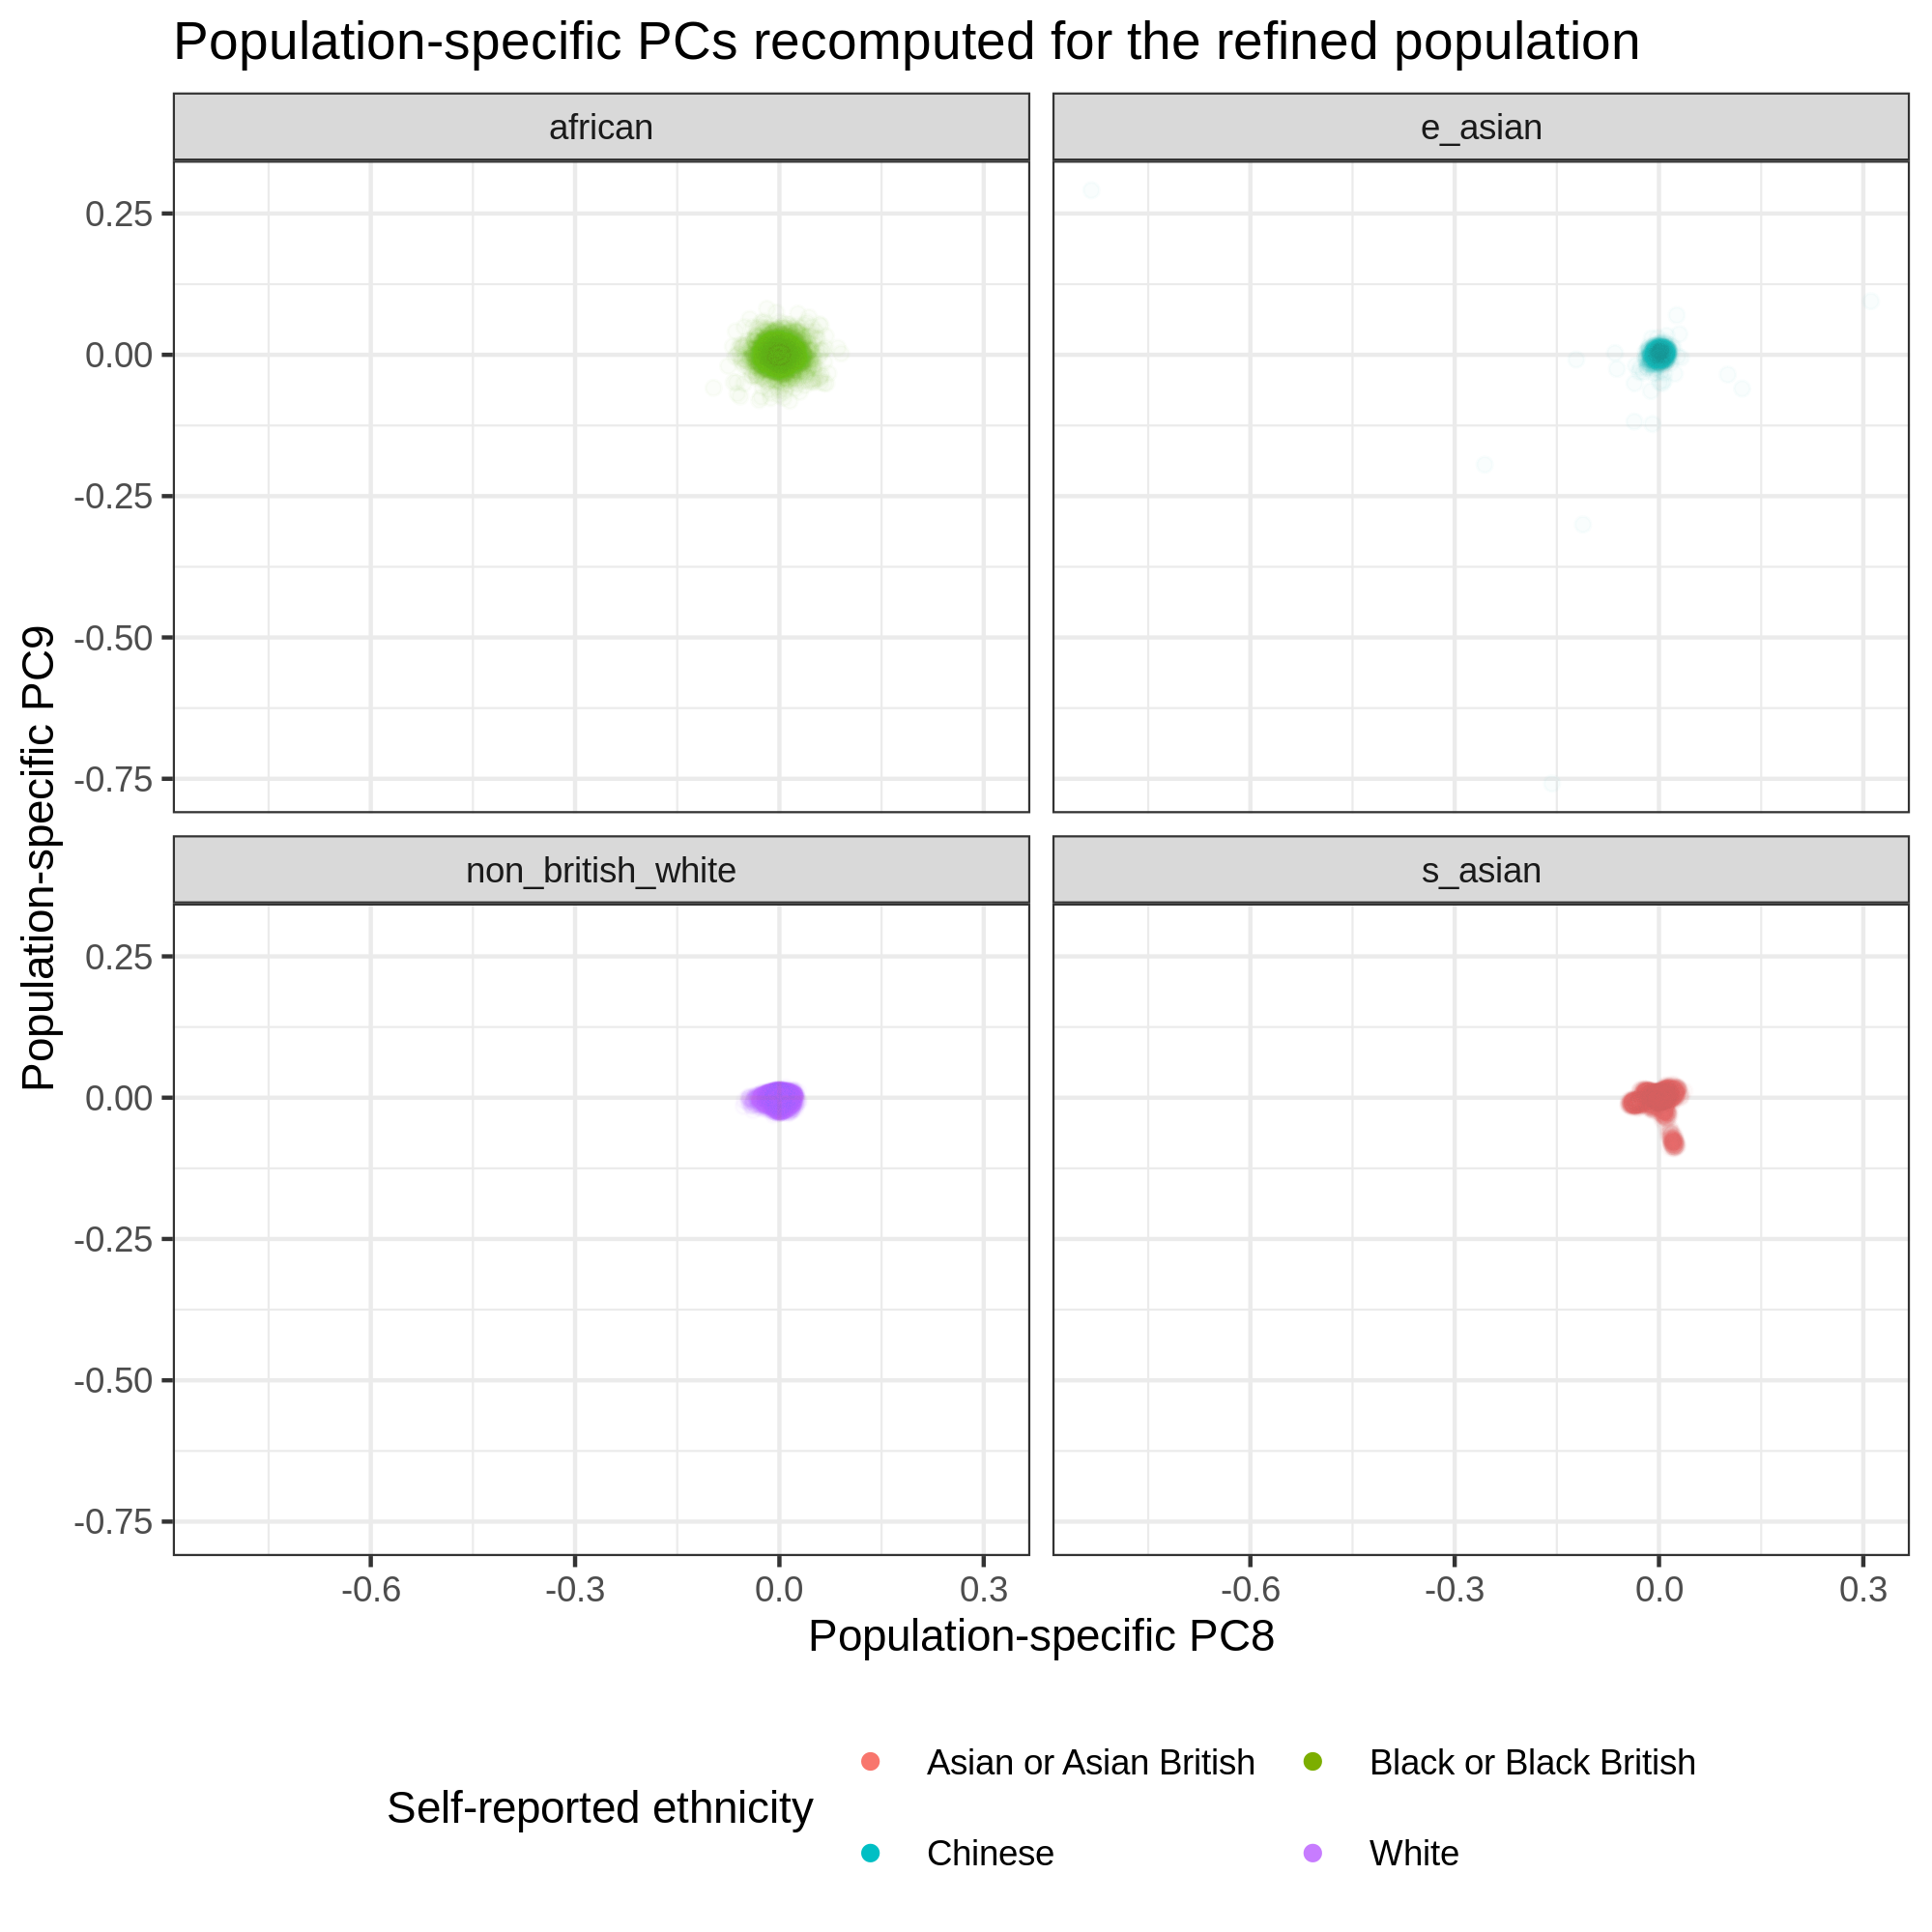 Population-specific PCs recomputed for the refined population
african
e_asian
0.25
0.00
-0.25
-0.50
-0.75
non_british_white
s_asian
0.25
0.00
-0.25
-0.50
-0.75
Population-specific PC9
-0.6 -0.3 0.0 0.3 -0.6 -0.3 0.0 0.3
Population-specific PC8
Self-reported ethnicity
Asian or Asian British
Black or Black British
Chinese
White